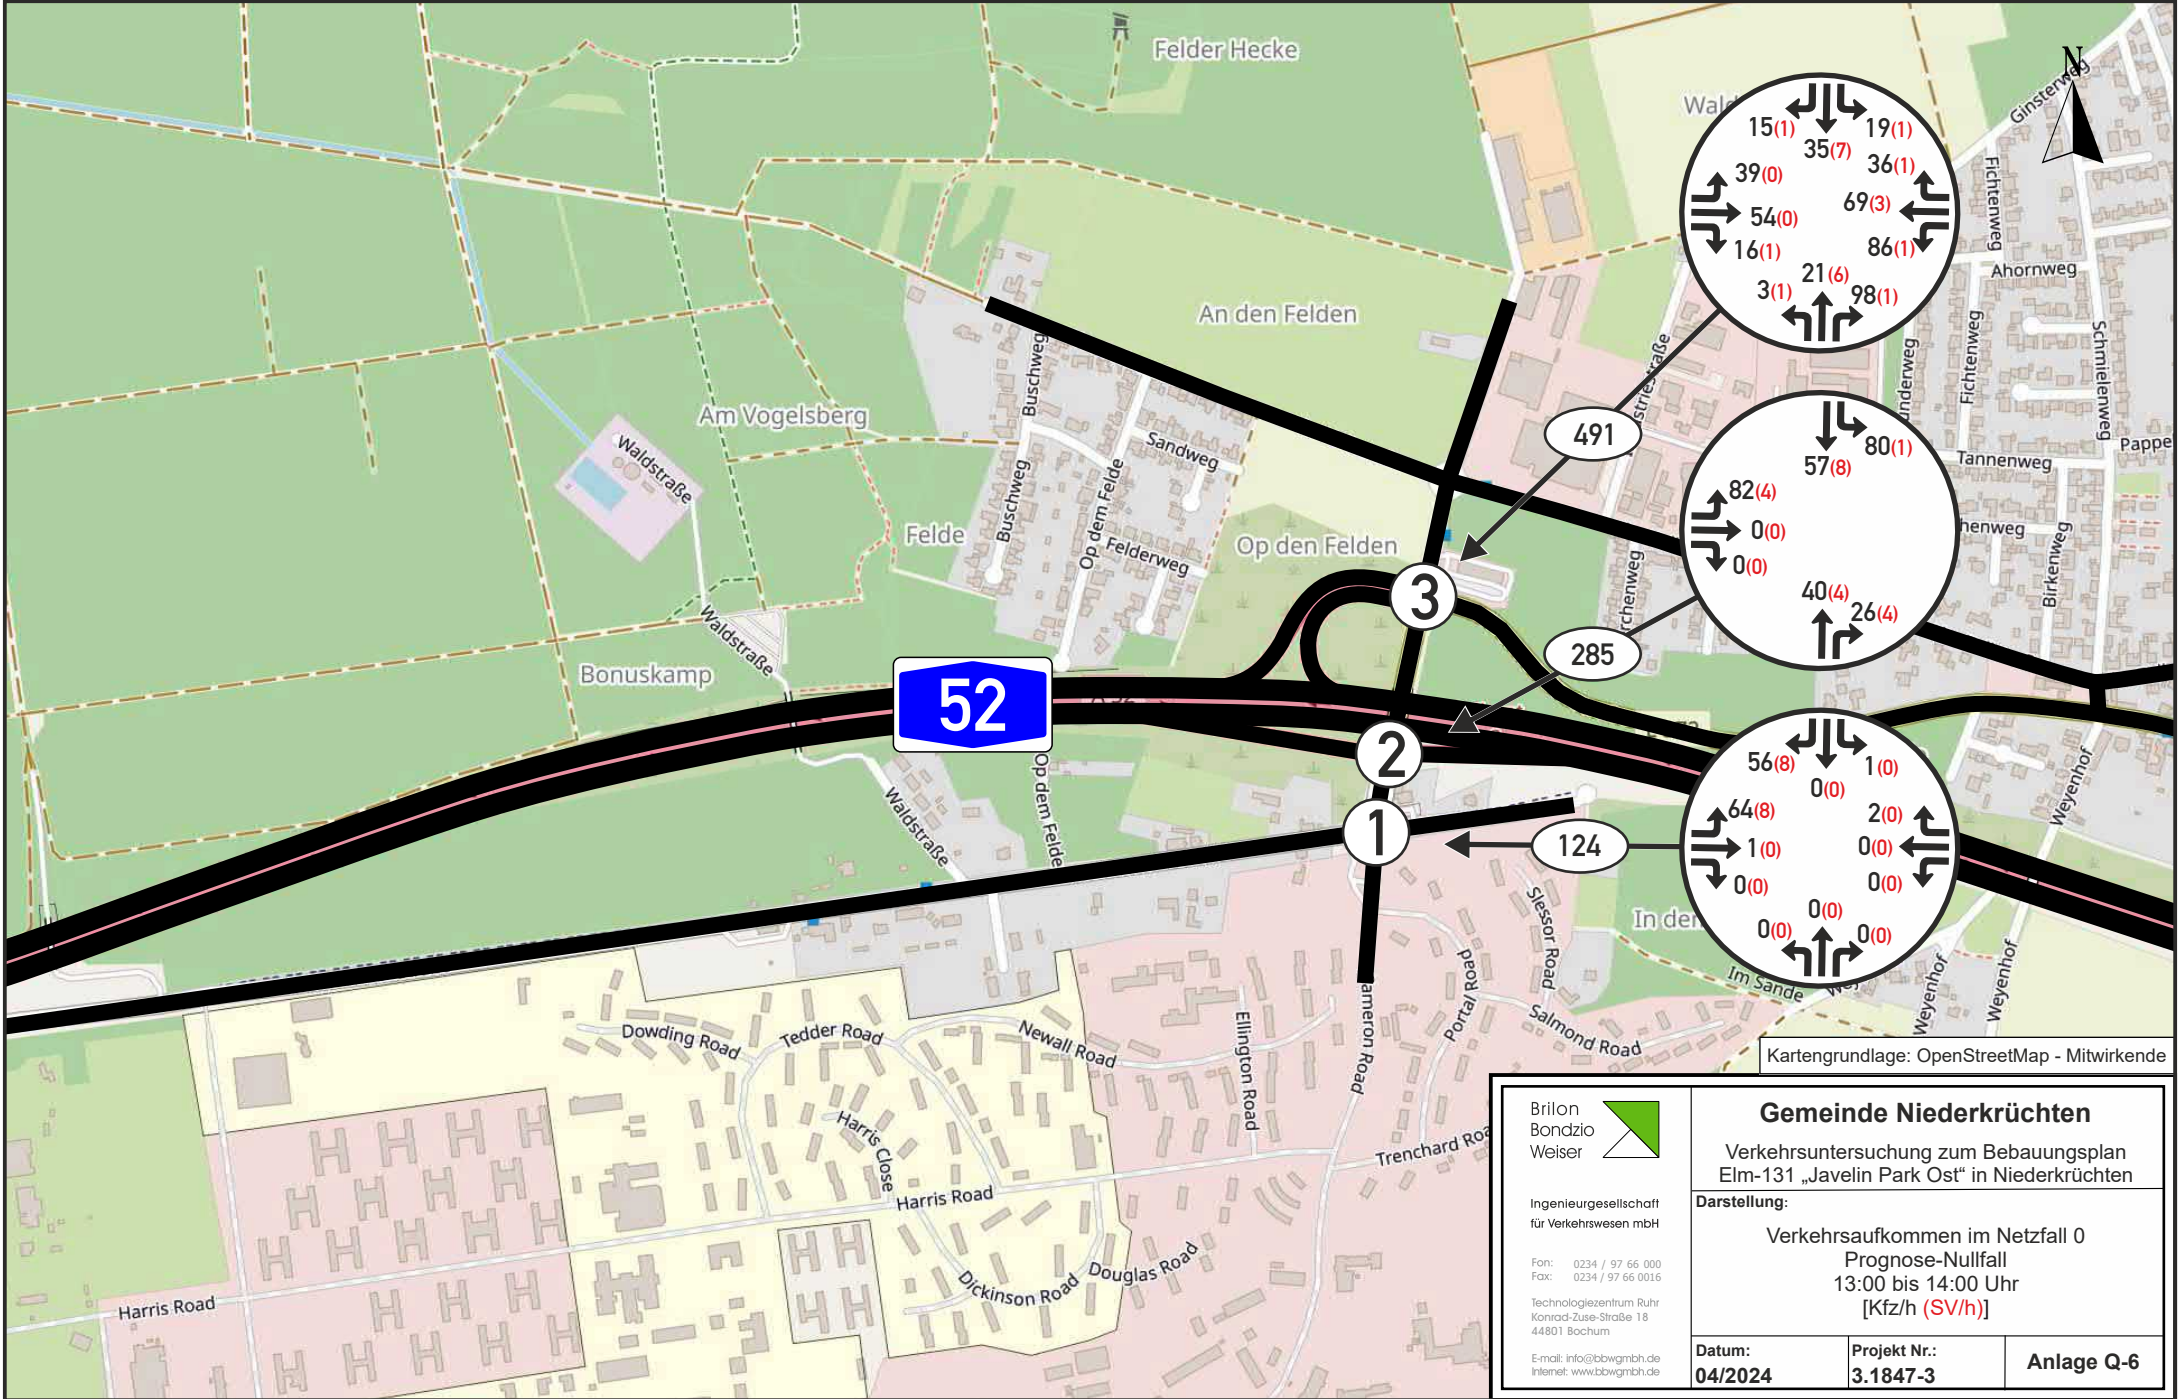 Felder Hecke
N
Ginsterweg
Wald
15(1)
19(1)
35(7)
36(1)
39(0)
69(3)
54(0)
16(1)
86(1)
21(6)
3(1)
98(1)
Fichtenweg
Ahornweg
An den Felden
Buschweg
Fichtenweg
Schmielenweg
Am Vogelsberg
491
Sandweg
Waldstraße
Pappe
80(1)
57(8)
Tannenweg
82(4)
0(0)
0(0)
40(4)
26(4)
henweg
Birkenweg
Buschweg
Op dem Felde
Felde
Felderweg
Op den Felden
3
rchenweg
Waldstraße
285
Bonuskamp
52
2
Op dem Felde
Waldstraße
1
124
56(8)
1(0)
0(0)
64(8)
2(0)
1(0)
0(0)
0(0)
0(0)
0(0)
0(0)
0(0)
Weyenhof
Slessor Road
In der
Im Sande
Weyenhof
Weyenhof
Portal Road
Salmond Road
ameron Road
Ellington Road
Dowding Road
Tedder Road
Newall Road
Harris Close
Harris Road
Trenchard Roa
Douglas Road
Dickinson Road
Harris Road
Kartengrundlage: OpenStreetMap - Mitwirkende
Brilon
Bondzio
Weiser
Ingenieurgesellschaft
für Verkehrswesen mbH
Fon: 0234 / 97 66 000
Fax: 0234 / 97 66 0016
Technologiezentrum Ruhr
Konrad-Zuse-Straße 18
44801 Bochum
E-mail: info@bbwgmbh.de
Internet: www.bbwgmbh.de
Gemeinde Niederkrüchten
Verkehrsuntersuchung zum Bebauungsplan
Elm-131 „Javelin Park Ost“ in Niederkrüchten
Darstellung:
Verkehrsaufkommen im Netzfall 0
Prognose-Nullfall
13:00 bis 14:00 Uhr
[Kfz/h (SV/h)]
Datum:
04/2024
Projekt Nr.:
3.1847-3
Anlage Q-6